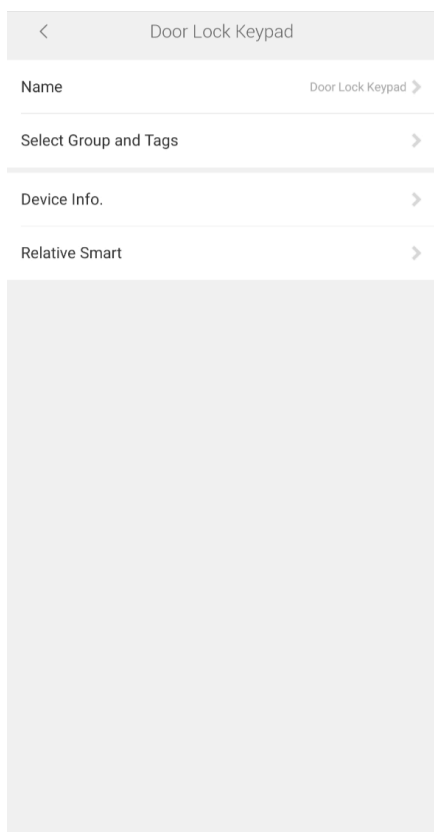 Door Lock Keypad
Name Door Lock Keypad
Select Group and Tags
Device Info.
Relative Smart